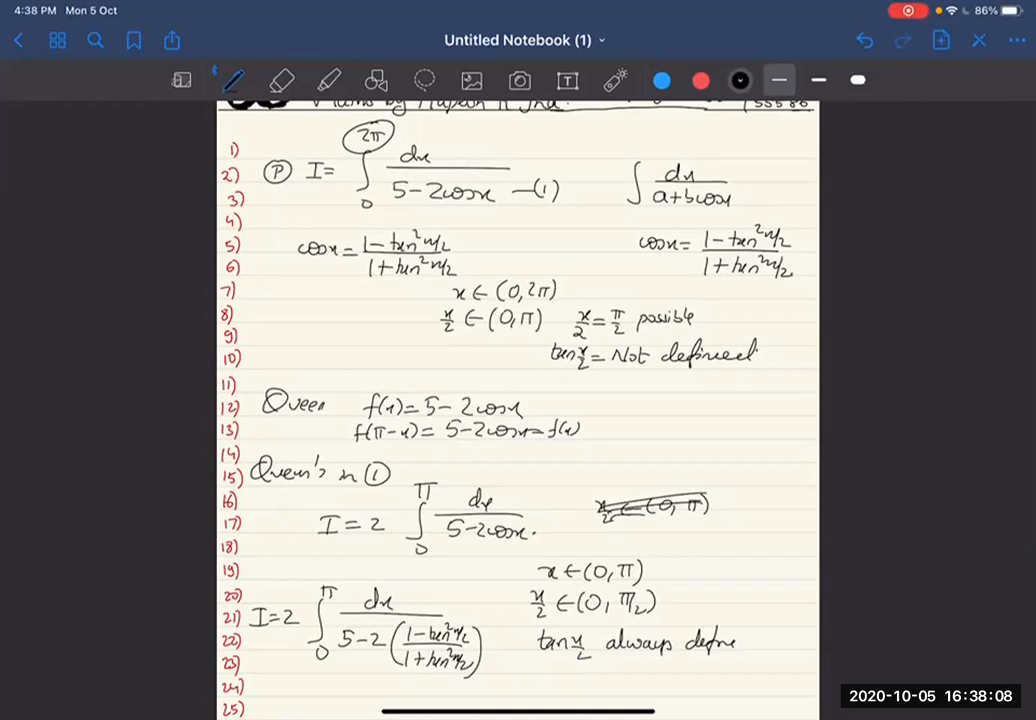 4:38 PM Mon 5 Oct
86%
Untitled Notebook (1)
T
Maths by
55586
1)
2)
3)
4)
5)
6)
7)
8)
9)
10)
11)
12)
13)
14)
15)
16)
17)
18)
19)
20)
21)
22)
23)
24)
25)
(P) I = ∫₀^2π dx / (5-2cosx) —(1)
∫ dx / (a+bcosx)
cosx = (1-tan²x/2) / (1+tan²x/2)
cosx = (1-tan²x/2) / (1+tan²x/2)
x ∈ (0, 2π)
x/2 ∈ (0, π) x/2 = π/2 possible
tan x/2 = Not defined
Queen f(x) = 5-2cosx
f(π-x) = 5-2cosx = f(x)
Queen's in (1)
I = 2 ∫₀^π dx / (5-2cosx).
x/2 ∈ (0, π)
x ∈ (0, π)
x/2 ∈ (0, π/2)
I = 2 ∫₀^π dx / (5-2((1-tan²x/2) / (1+tan²x/2)))
tan x/2 always define
2020-10-05 16:38:08